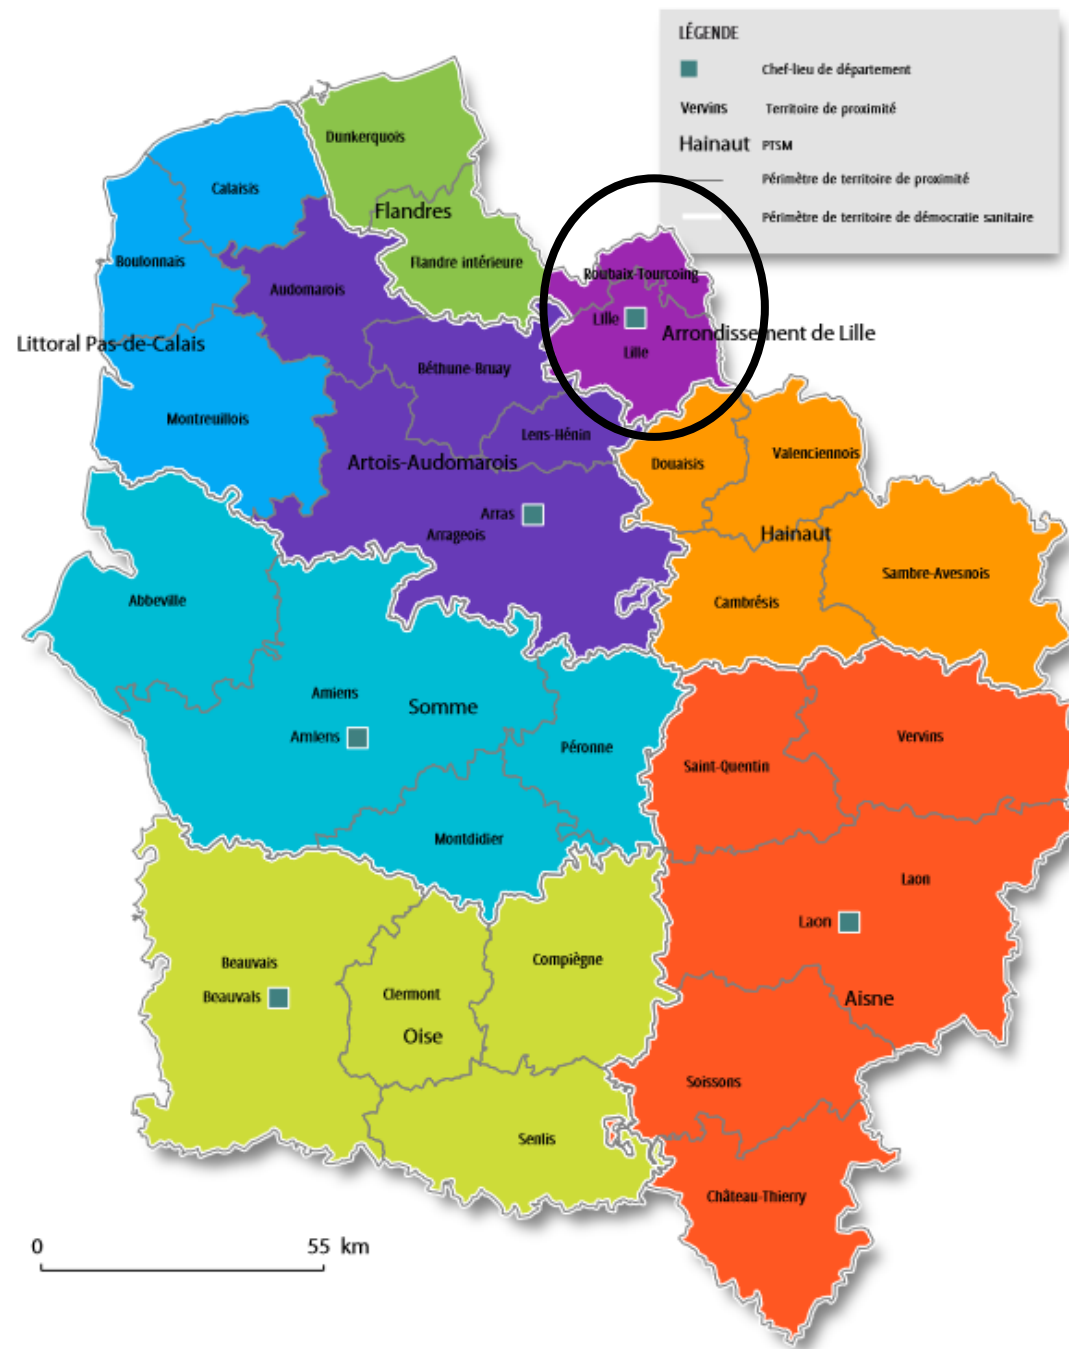 LÉGENDE
Chef-lieu de département
Vervins Territoire de proximité
Hainaut PTSM
Périmètre de territoire de proximité
Périmètre de territoire de démocratie sanitaire
Dunkerquois
Calaisis
Flandres
Boulonnais
Flandre intérieure
Roubaix-Tourcoing
Audomarois
Lille
Arrondissement de Lille
Littoral Pas-de-Calais
Lille
Béthune-Bruay
Montreuillois
Lens-Hénin
Valenciennois
Artois-Audomarois
Douaisis
Arras
Arrageois
Hainaut
Sambre-Avesnois
Abbeville
Cambrésis
Amiens
Somme
Amiens
Vervins
Péronne
Saint-Quentin
Montdidier
Laon
Laon
Compiègne
Beauvais
Clermont
Beauvais
Aisne
Oise
Soissons
Senlis
Château-Thierry
0 55 km